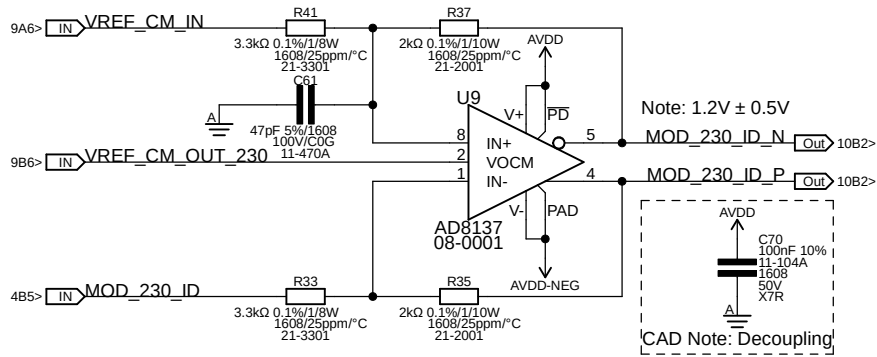 R41
R37
9A6> IN VREF_CM_IN
3.3kΩ 0.1%/1/8W
1608/25ppm/°C
21-3301
2kΩ 0.1%/1/10W
1608/25ppm/°C
21-2001
AVDD
C61
A
47pF 5%/1608
100V/C0G
11-470A
U9
V+
PD
Note: 1.2V ± 0.5V
8 IN+
5 MOD_230_ID_N Out 10B2>
9B6> IN VREF_CM_OUT_230
2 VOCM
1 IN-
4 MOD_230_ID_P Out 10B2>
V-
PAD
AD8137
08-0001
AVDD-NEG
AVDD
C70
100nF 10%
11-104A
1608
50V
X7R
A
CAD Note: Decoupling
R33
R35
4B5> IN MOD_230_ID
3.3kΩ 0.1%/1/8W
1608/25ppm/°C
21-3301
2kΩ 0.1%/1/10W
1608/25ppm/°C
21-2001